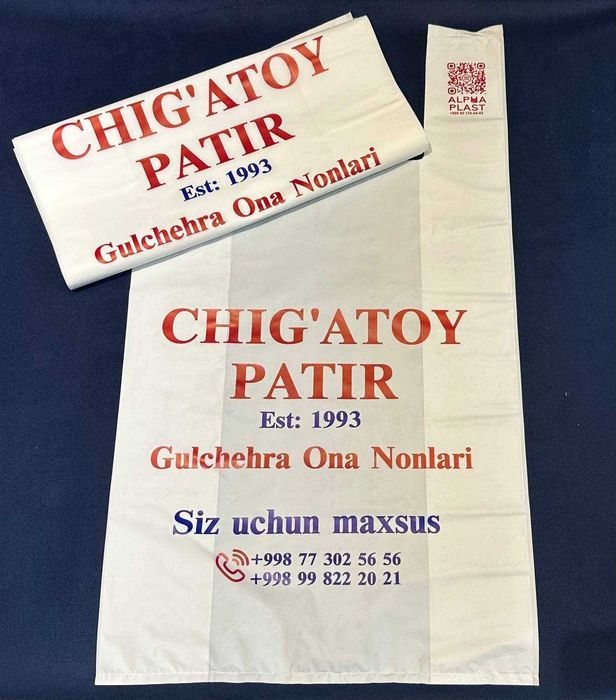 CHIG'ATOY
PATIR
Est: 1993
Gulchehra Ona Nonlari
ALPHA
PLAST
CHIG'ATOY
PATIR
Est: 1993
Gulchehra Ona Nonlari
Siz uchun maxsus
+998 77 302 56 56
+998 99 822 20 21